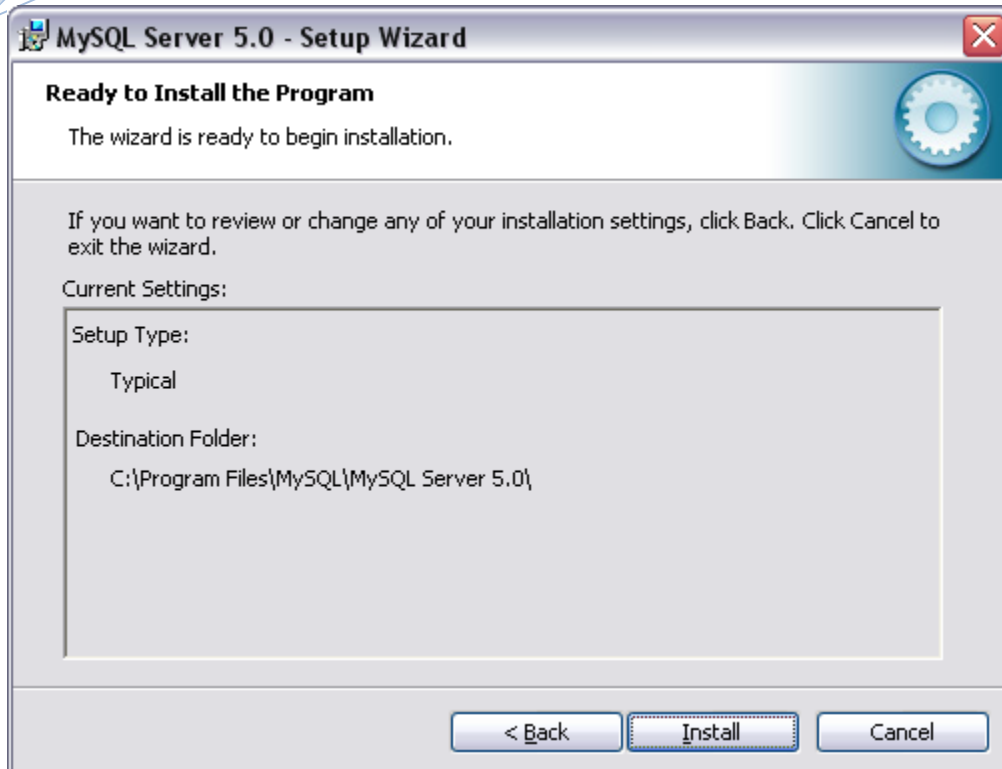 MySQL Server 5.0 - Setup Wizard
Ready to Install the Program
The wizard is ready to begin installation.
If you want to review or change any of your installation settings, click Back. Click Cancel to
exit the wizard.
Current Settings:
Setup Type:
Typical
Destination Folder:
C:\Program Files\MySQL\MySQL Server 5.0\
< Back
Install
Cancel